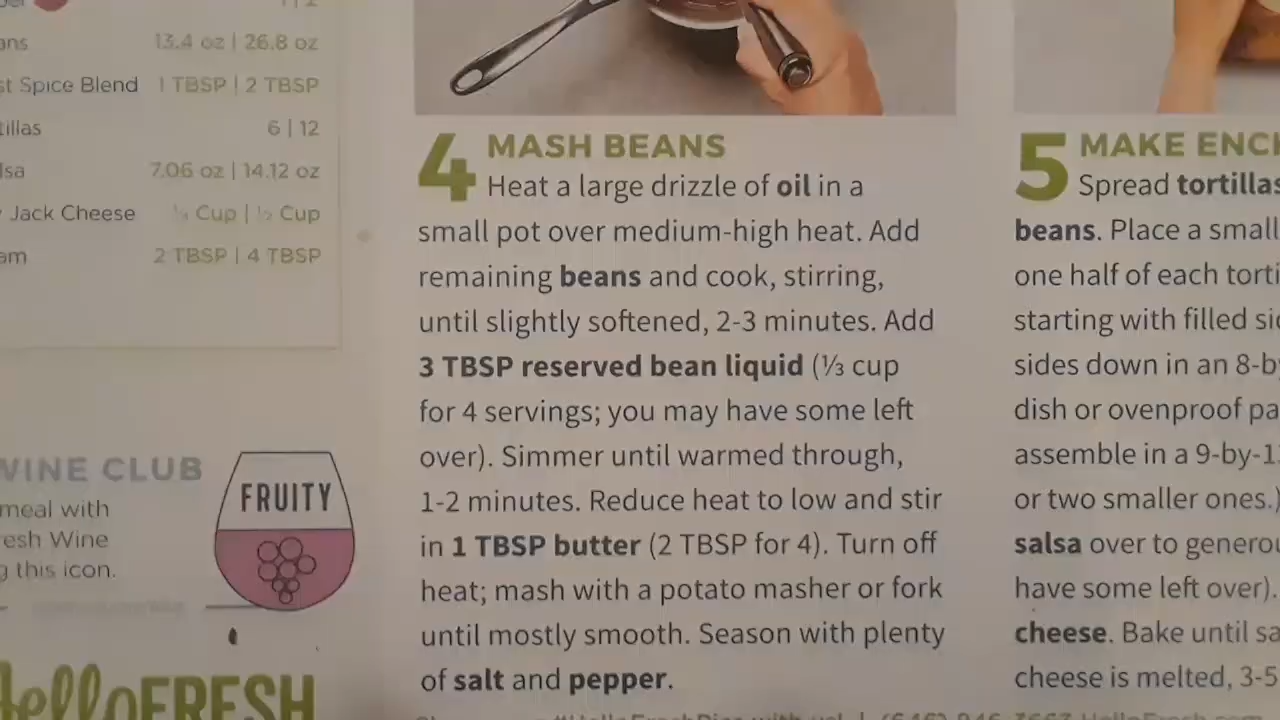 ans 13.4 oz | 26.8 oz
st Spice Blend 1 TBSP | 2 TBSP
tillas 6 | 12
lsa 7.06 oz | 14.12 oz
Jack Cheese ¼ Cup | ½ Cup
am 2 TBSP | 4 TBSP
WINE CLUB
meal with
resh Wine
g this icon.
FRUITY
HelloFRESH
4 MASH BEANS
Heat a large drizzle of oil in a
small pot over medium-high heat. Add
remaining beans and cook, stirring,
until slightly softened, 2-3 minutes. Add
3 TBSP reserved bean liquid (⅓ cup
for 4 servings; you may have some left
over). Simmer until warmed through,
1-2 minutes. Reduce heat to low and stir
in 1 TBSP butter (2 TBSP for 4). Turn off
heat; mash with a potato masher or fork
until mostly smooth. Season with plenty
of salt and pepper.
5 MAKE ENCH
Spread tortillas
beans. Place a small
one half of each torti
starting with filled sid
sides down in an 8-by
dish or ovenproof pa
assemble in a 9-by-1
or two smaller ones.)
salsa over to generou
have some left over).
cheese. Bake until sa
cheese is melted, 3-5